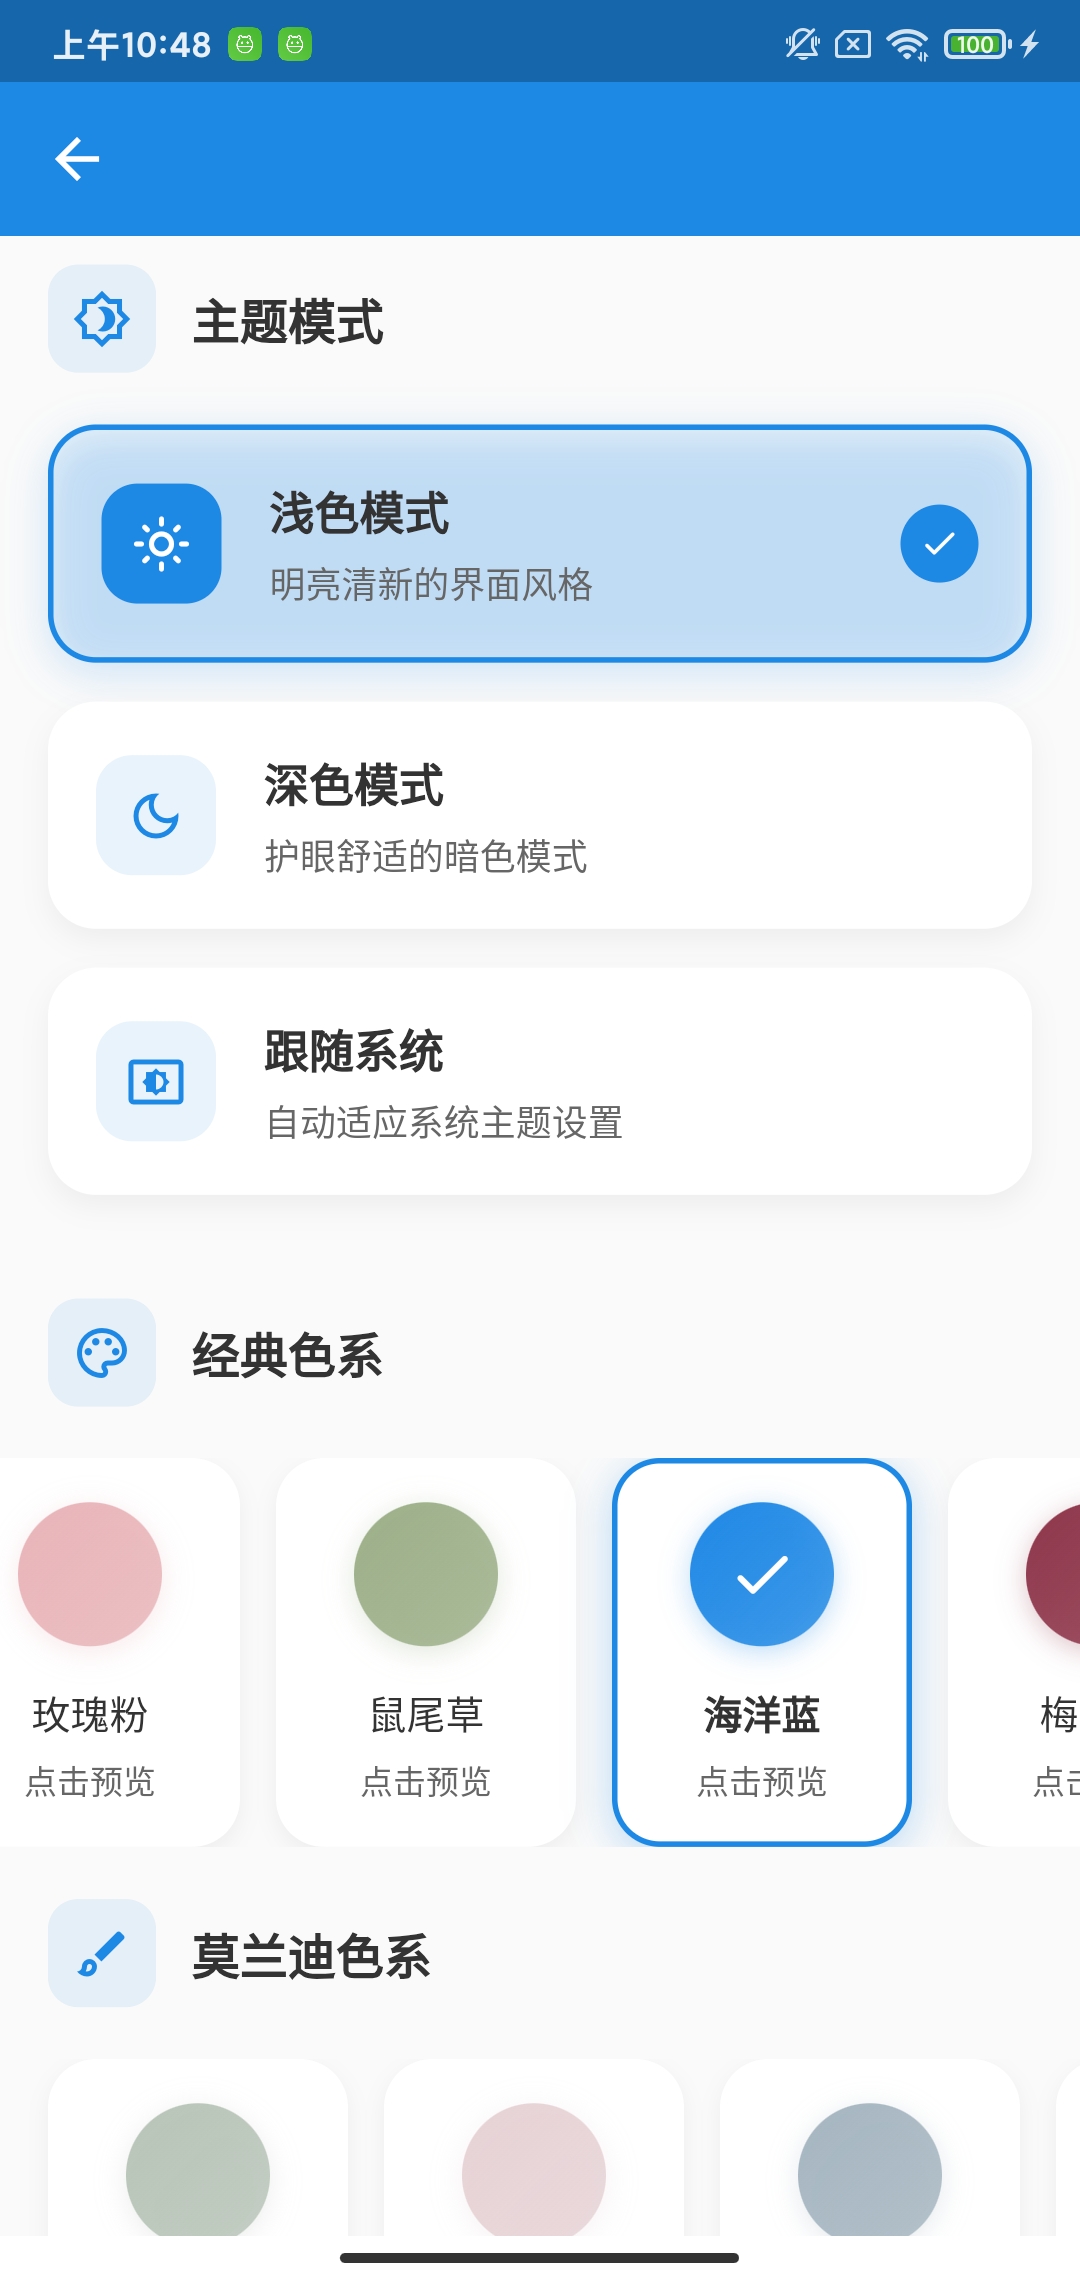 上午10:48
100
主题模式
浅色模式
明亮清新的界面风格
深色模式
护眼舒适的暗色模式
跟随系统
自动适应系统主题设置
经典色系
玫瑰粉
点击预览
鼠尾草
点击预览
海洋蓝
点击预览
梅
点击
莫兰迪色系